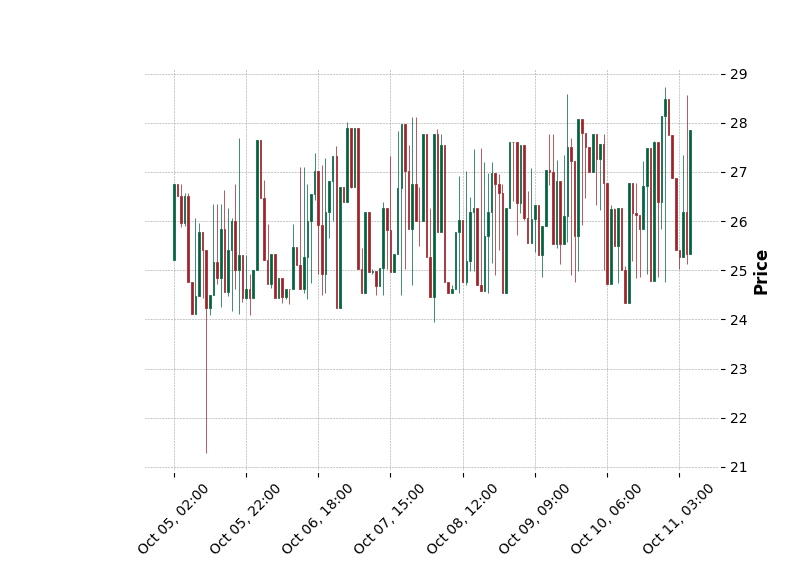 29
28
27
26
25
24
23
22
21
Price
Oct 05, 02:00
Oct 05, 22:00
Oct 06, 18:00
Oct 07, 15:00
Oct 08, 12:00
Oct 09, 09:00
Oct 10, 06:00
Oct 11, 03:00